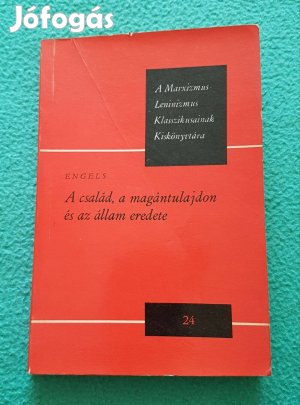 Jófogás
A Marxizmus
Leninizmus
Klasszikusainak
Kiskönyvtára
ENGELS
A család, a magántulajdon
és az állam eredete
24